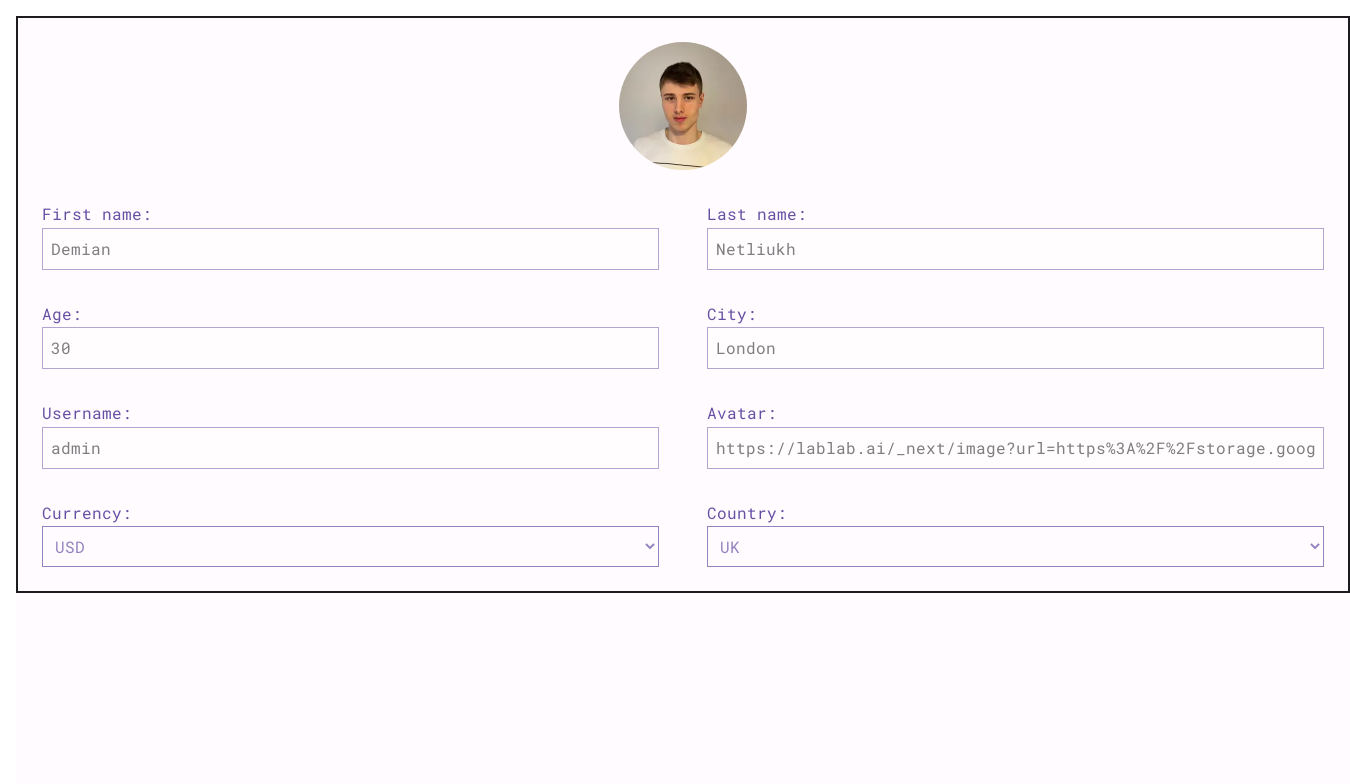 First name:
Last name:
Demian
Netliukh
Age:
City:
30
London
Username:
Avatar:
admin
https://lablab.ai/_next/image?url=https%3A%2F%2Fstorage.goog
Currency:
Country:
USD
UK